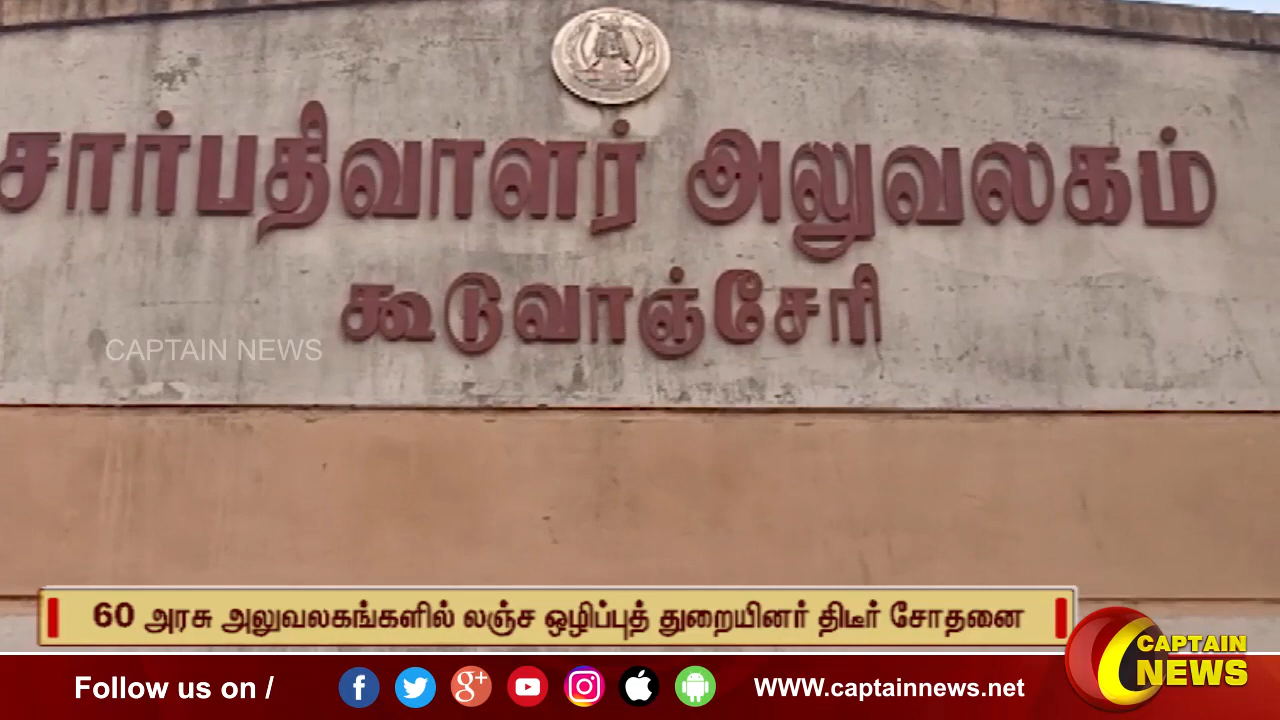 சார்பதிவாளர் அலுவலகம்
கூடுவாஞ்சேரி
CAPTAIN NEWS
60 அரசு அலுவலகங்களில் லஞ்ச ஒழிப்புத் துறையினர் திடீர் சோதனை
CAPTAIN
NEWS
Follow us on / WWW.captainnews.net